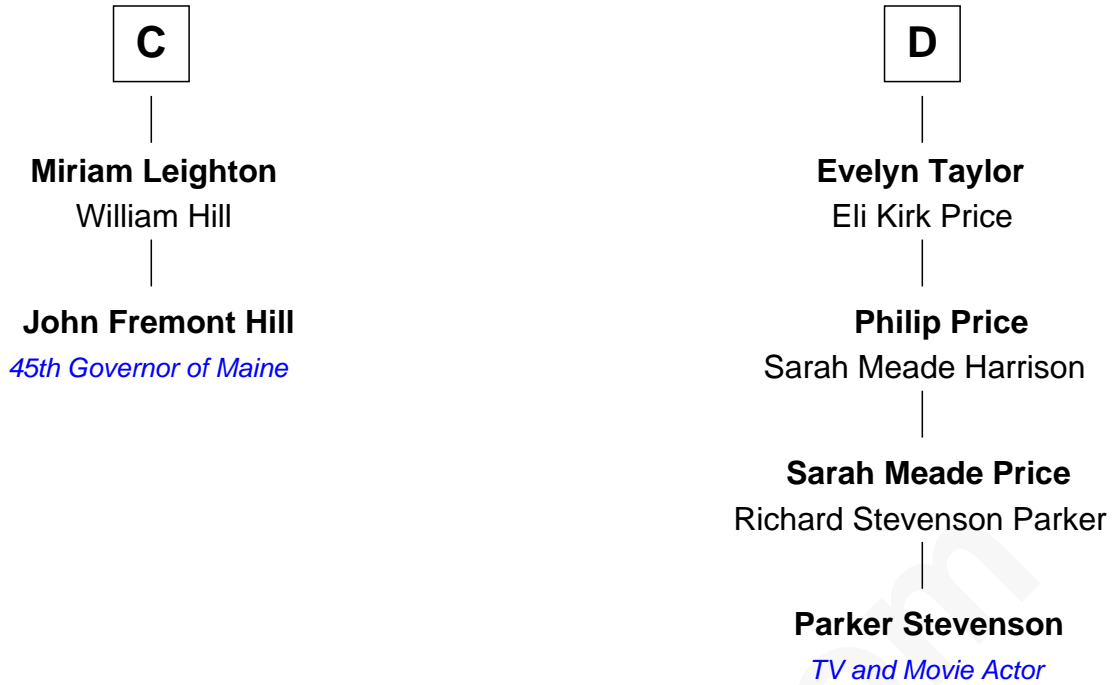 C
Miriam Leighton
William Hill
John Fremont Hill
45th Governor of Maine
D
Evelyn Taylor
Eli Kirk Price
Philip Price
Sarah Meade Harrison
Sarah Meade Price
Richard Stevenson Parker
Parker Stevenson
TV and Movie Actor